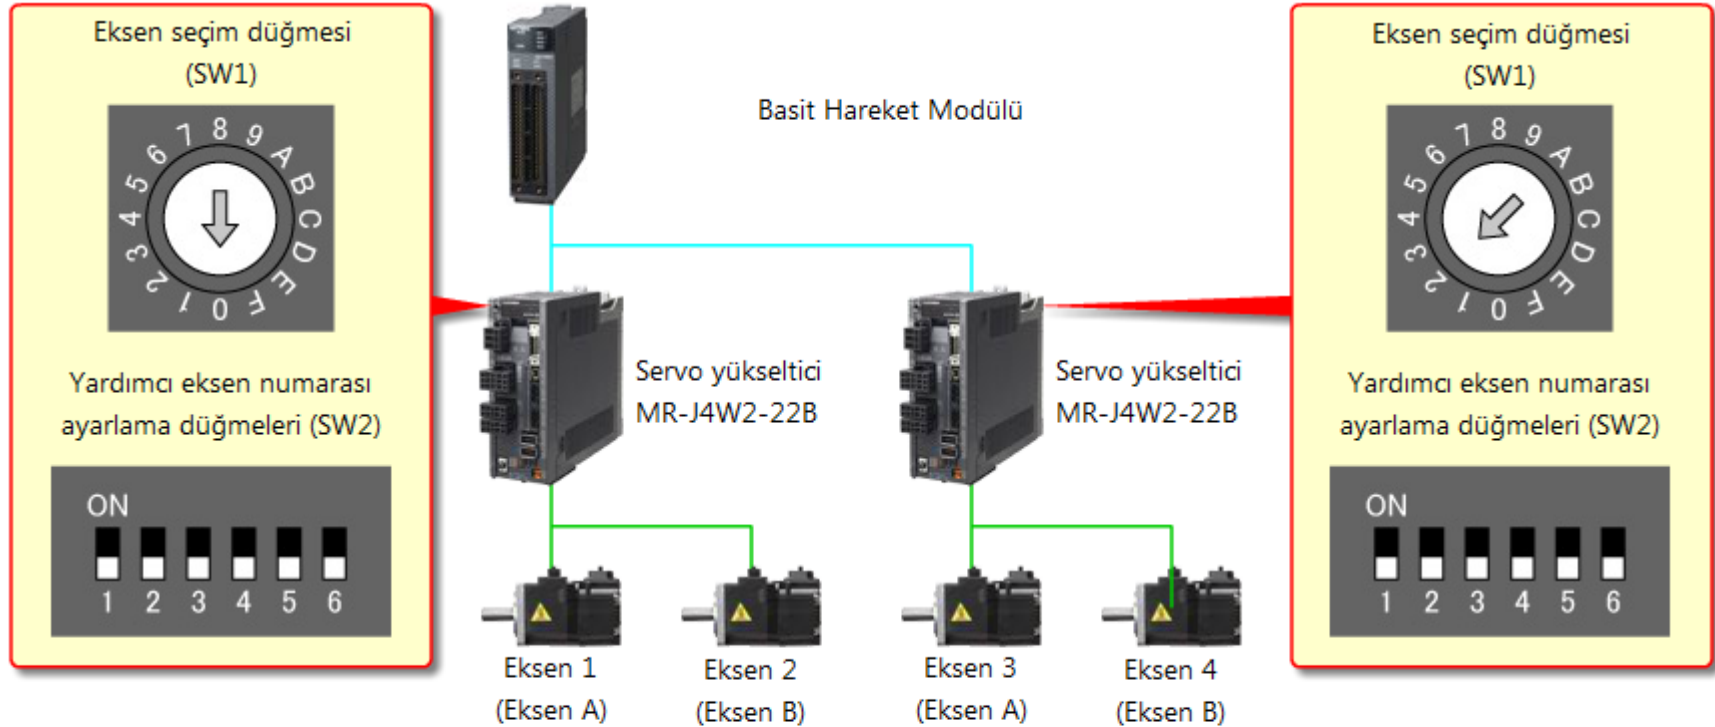 Eksen seçim düğmesi
(SW1)
7 8 9 A B C D E F 0 1 2 3 4 5 6
Yardımcı eksen numarası
ayarlama düğmeleri (SW2)
ON
1 2 3 4 5 6
Basit Hareket Modülü
Servo yükseltici
MR-J4W2-22B
Servo yükseltici
MR-J4W2-22B
Eksen 1
(Eksen A)
Eksen 2
(Eksen B)
Eksen 3
(Eksen A)
Eksen 4
(Eksen B)
Eksen seçim düğmesi
(SW1)
7 8 9 A B C D E F 0 1 2 3 4 5 6
Yardımcı eksen numarası
ayarlama düğmeleri (SW2)
ON
1 2 3 4 5 6